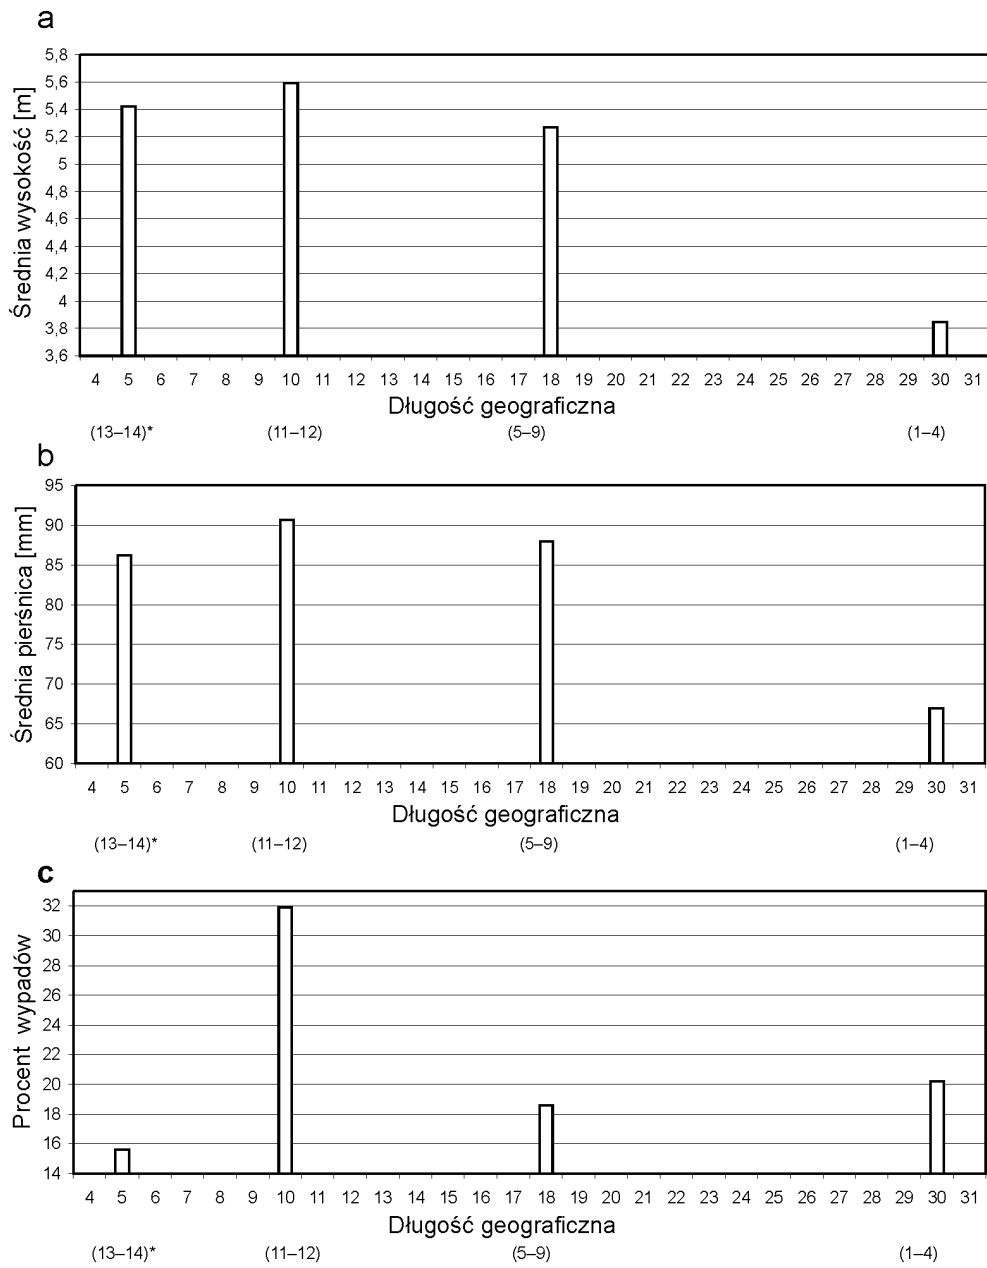 a
Średnia wysokość [m]
5,8
5,6
5,4
5,2
5
4,8
4,6
4,4
4,2
4
3,8
3,6
4 5 6 7 8 9 10 11 12 13 14 15 16 17 18 19 20 21 22 23 24 25 26 27 28 29 30 31
Długość geograficzna
(13–14)* (11–12) (5–9) (1–4)
b
Średnia pierśnica [mm]
95
90
85
80
75
70
65
60
4 5 6 7 8 9 10 11 12 13 14 15 16 17 18 19 20 21 22 23 24 25 26 27 28 29 30 31
Długość geograficzna
(13–14)* (11–12) (5–9) (1–4)
c
Procent wypadów
32
30
28
26
24
22
20
18
16
14
4 5 6 7 8 9 10 11 12 13 14 15 16 17 18 19 20 21 22 23 24 25 26 27 28 29 30 31
Długość geograficzna
(13–14)* (11–12) (5–9) (1–4)